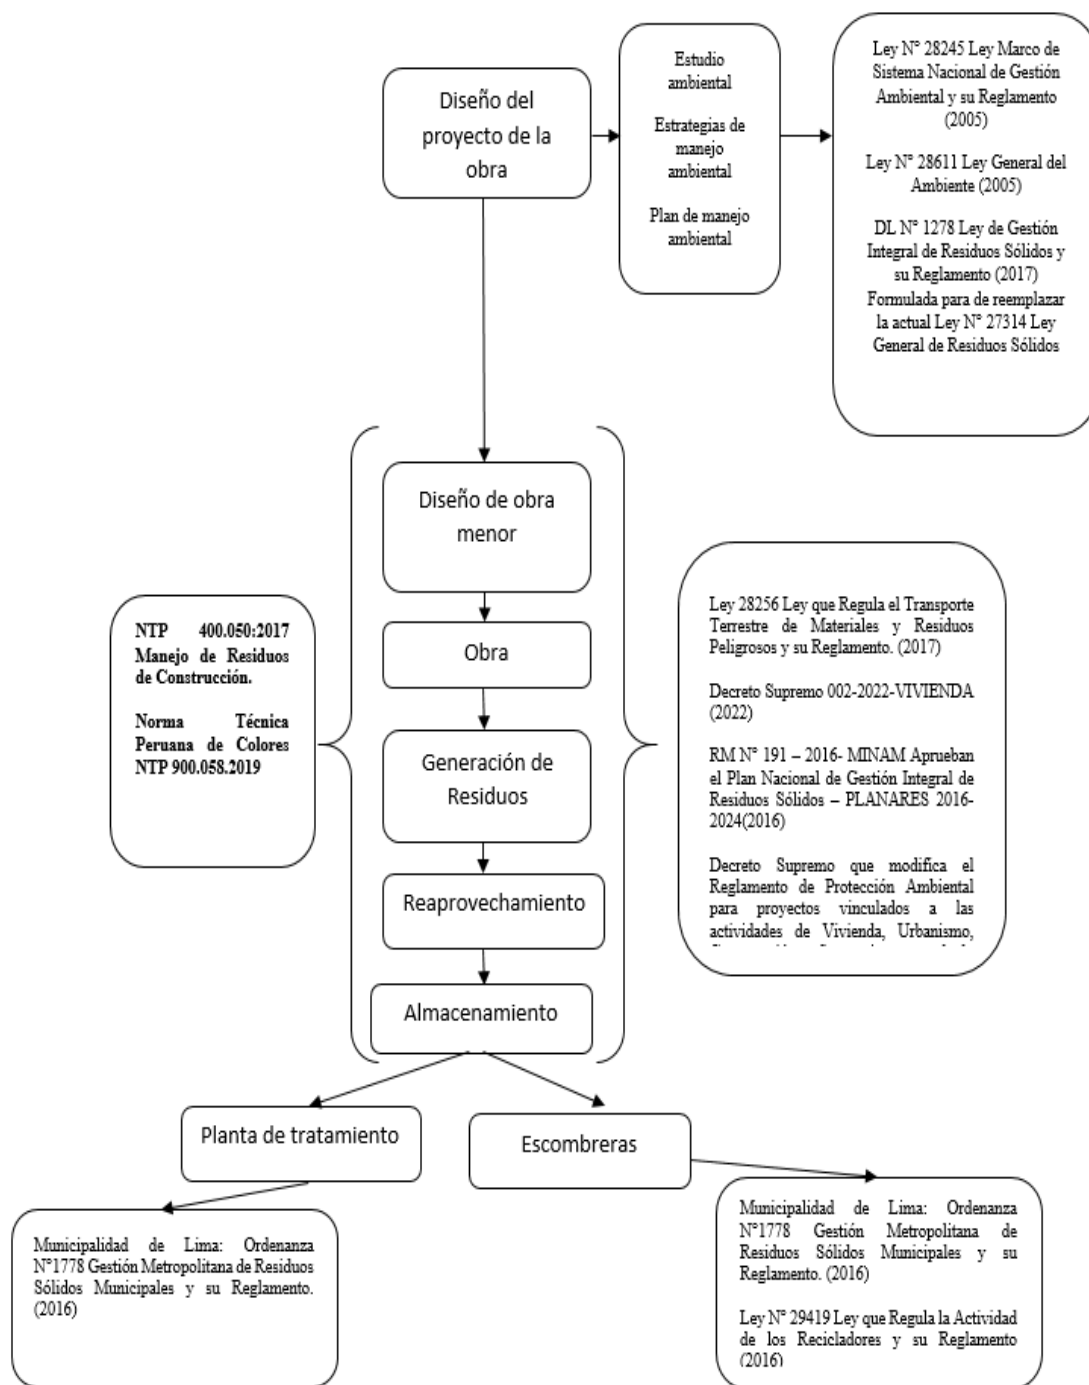 Diseño del
proyecto de la
obra
Estudio
ambiental
Estrategias de
manejo
ambiental
Plan de manejo
ambiental
Ley N° 28245 Ley Marco de
Sistema Nacional de Gestión
Ambiental y su Reglamento
(2005)
Ley N° 28611 Ley General del
Ambiente (2005)
DL N° 1278 Ley de Gestión
Integral de Residuos Sólidos y
su Reglamento (2017)
Formulada para de reemplazar
la actual Ley N° 27314 Ley
General de Residuos Sólidos
Diseño de obra
menor
Obra
Generación de
Residuos
Reaprovechamiento
Almacenamiento
NTP 400.050:2017
Manejo de Residuos
de Construcción.
Norma Técnica
Peruana de Colores
NTP 900.058.2019
Ley 28256 Ley que Regula el Transporte
Terrestre de Materiales y Residuos
Peligrosos y su Reglamento. (2017)
Decreto Supremo 002-2022-VIVIENDA
(2022)
RM N° 191 – 2016- MINAM Aprueban
el Plan Nacional de Gestión Integral de
Residuos Sólidos – PLANARES 2016-
2024(2016)
Decreto Supremo que modifica el
Reglamento de Protección Ambiental
para proyectos vinculados a las
actividades de Vivienda, Urbanismo,
Planta de tratamiento
Escombreras
Municipalidad de Lima: Ordenanza
N°1778 Gestión Metropolitana de Residuos
Sólidos Municipales y su Reglamento.
(2016)
Municipalidad de Lima: Ordenanza
N°1778 Gestión Metropolitana de
Residuos Sólidos Municipales y su
Reglamento. (2016)
Ley N° 29419 Ley que Regula la Actividad
de los Recicladores y su Reglamento
(2016)